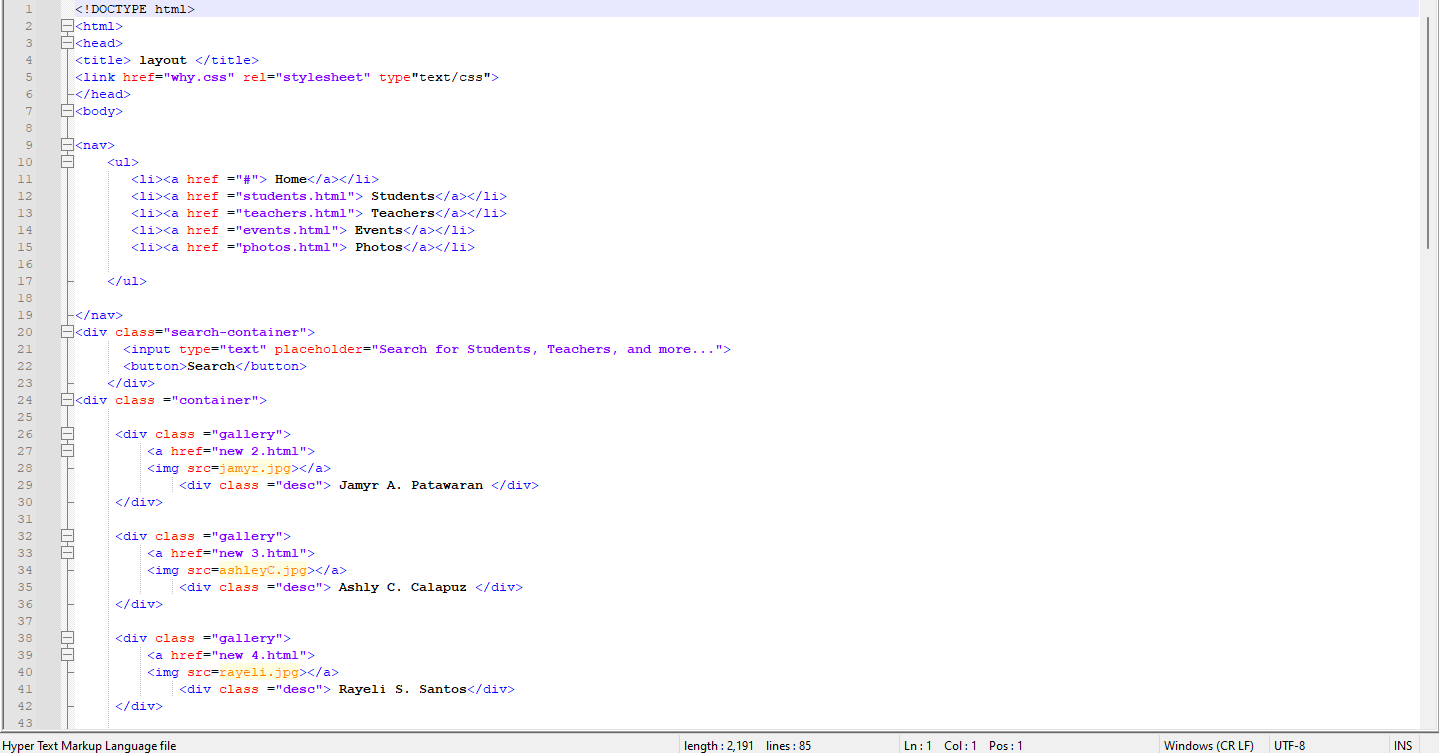 1 <!DOCTYPE html>
2 <html>
3 <head>
4 <title> layout </title>
5 <link href="why.css" rel="stylesheet" type"text/css">
6 </head>
7 <body>
8
9 <nav>
10 <ul>
11 <li><a href ="#"> Home</a></li>
12 <li><a href ="students.html"> Students</a></li>
13 <li><a href ="teachers.html"> Teachers</a></li>
14 <li><a href ="events.html"> Events</a></li>
15 <li><a href ="photos.html"> Photos</a></li>
16
17 </ul>
18
19 </nav>
20 <div class="search-container">
21 <input type="text" placeholder="Search for Students, Teachers, and more...">
22 <button>Search</button>
23 </div>
24 <div class ="container">
25
26 <div class ="gallery">
27 <a href="new 2.html">
28 <img src=jamyr.jpg></a>
29 <div class ="desc"> Jamyr A. Patawaran </div>
30 </div>
31
32 <div class ="gallery">
33 <a href="new 3.html">
34 <img src=ashleyC.jpg></a>
35 <div class ="desc"> Ashly C. Calapuz </div>
36 </div>
37
38 <div class ="gallery">
39 <a href="new 4.html">
40 <img src=rayeli.jpg></a>
41 <div class ="desc"> Rayeli S. Santos</div>
42 </div>
43
Hyper Text Markup Language file length : 2,191 lines : 85 Ln : 1 Col : 1 Pos : 1 Windows (CR LF) UTF-8 INS